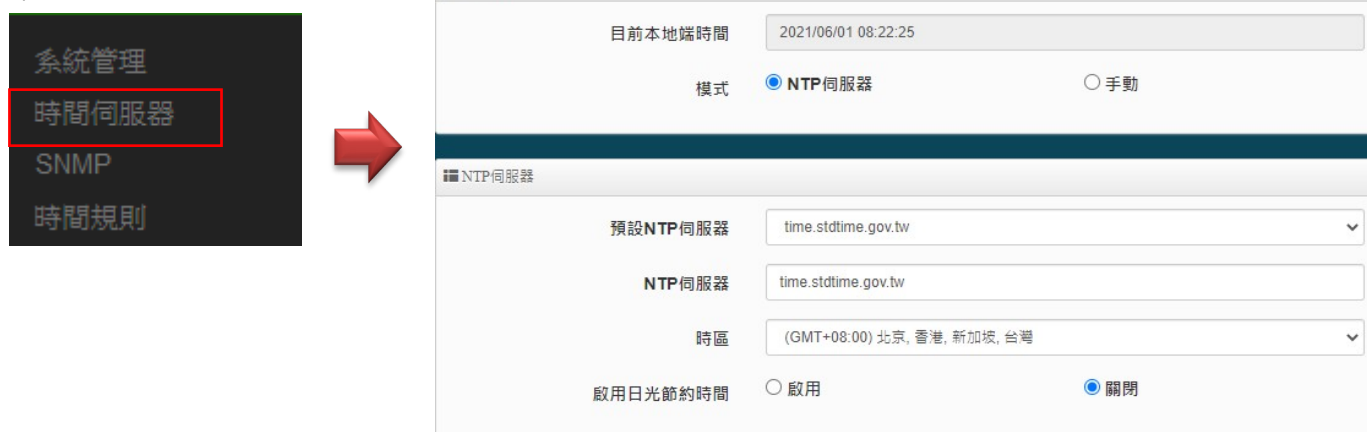 系統管理
時間伺服器
SNMP
時間規則
目前本地端時間 2021/06/01 08:22:25
模式 NTP伺服器 手動
NTP伺服器
預設NTP伺服器 time.stdtime.gov.tw
NTP伺服器 time.stdtime.gov.tw
時區 (GMT+08:00) 北京, 香港, 新加坡, 台灣
啟用日光節約時間 啟用 關閉